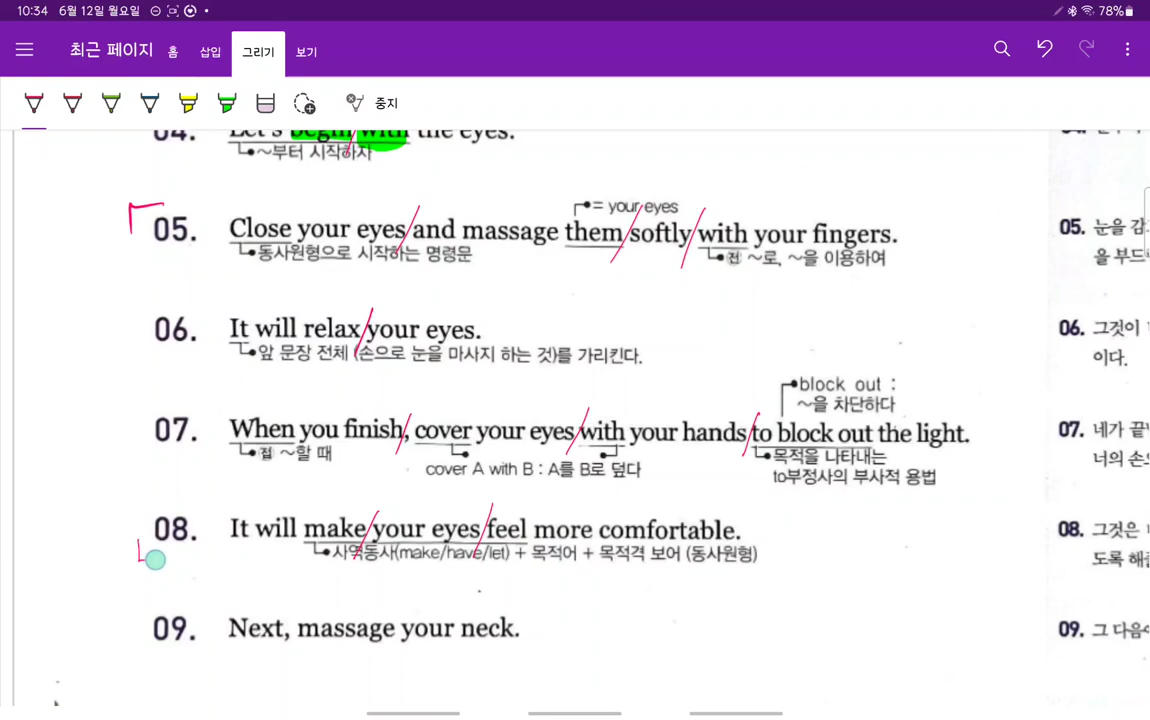 10:34 6월 12일 월요일 78%
최근 페이지 홈 삽입 그리기 보기
중지
04. Let's begin with the eyes.
~부터 시작하자
= your eyes
05. Close your eyes and massage them softly with your fingers.
동사원형으로 시작하는 명령문
전 ~로, ~을 이용하여
05. 눈을 감
을 부드
06. It will relax your eyes.
앞 문장 전체 (손으로 눈을 마사지 하는 것)를 가리킨다.
06. 그것이
이다.
block out :
~을 차단하다
07. When you finish, cover your eyes with your hands to block out the light.
접 ~할 때
cover A with B : A를 B로 덮다
목적을 나타내는
to부정사의 부사적 용법
07. 네가 끝
너의 손
08. It will make your eyes feel more comfortable.
사역동사(make/have/let) + 목적어 + 목적격 보어 (동사원형)
08. 그것은
도록 해
09. Next, massage your neck.
09. 그 다음